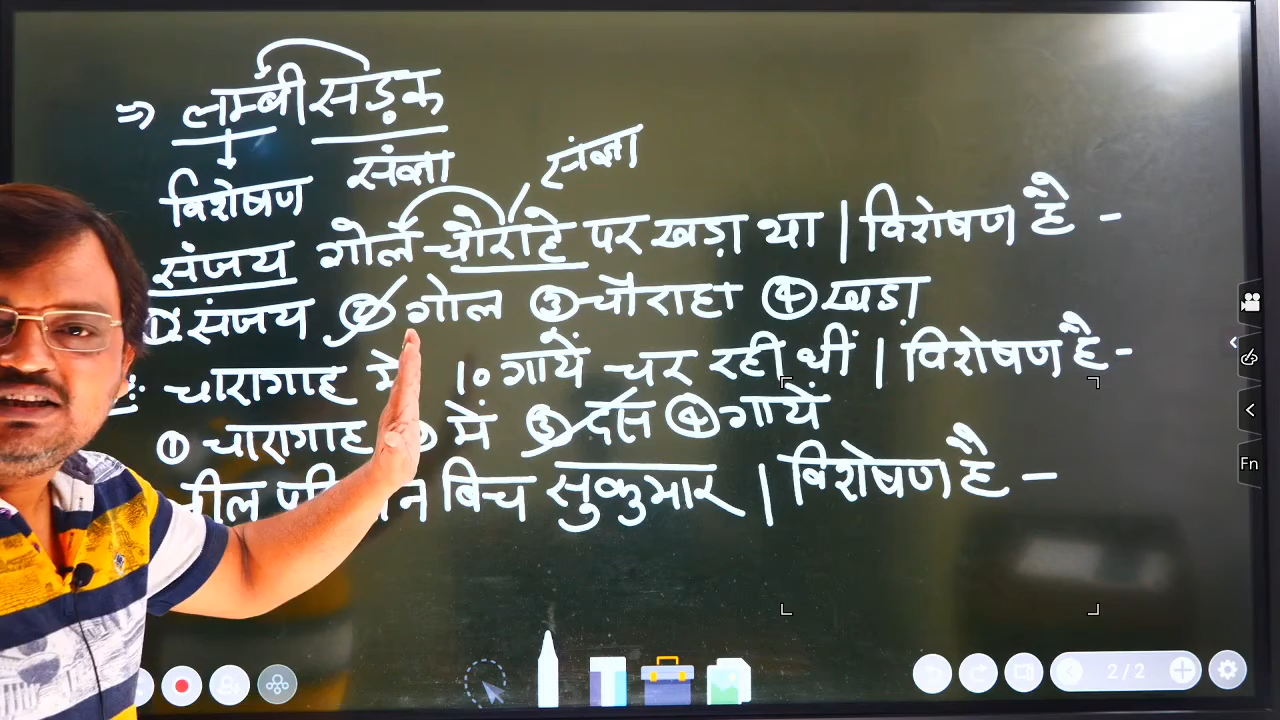 ⇒ लम्बी सड़क
संज्ञा
विशेषण संज्ञा
संजय गोल चौराहे पर खड़ा था | विशेषण है -
① संजय ② गोल ③ चौराहा ④ खड़ा
चारागाह में 10 गायें चर रही थीं | विशेषण है -
① चारागाह में ③ दस ④ गायें
बिच सुकुमार | विशेषण है -
Fn
2/2